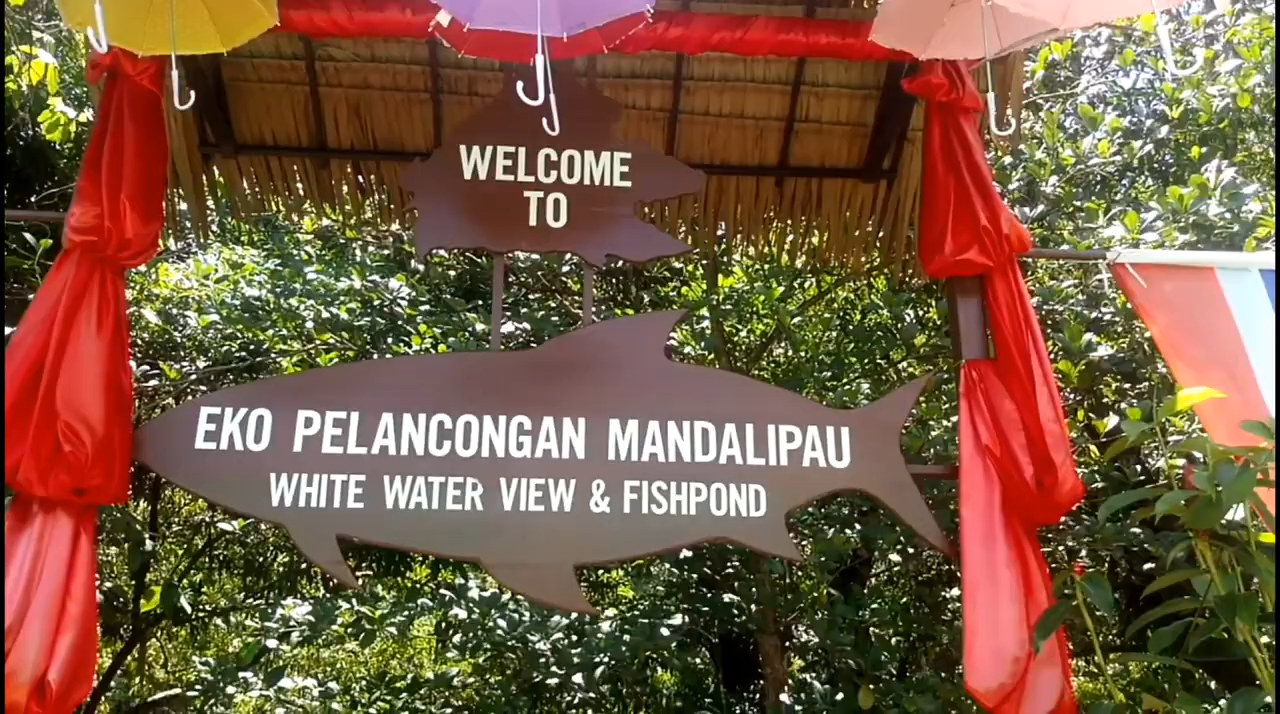 WELCOME
TO
EKO PELANCONGAN MANDALIPAU
WHITE WATER VIEW & FISHPOND